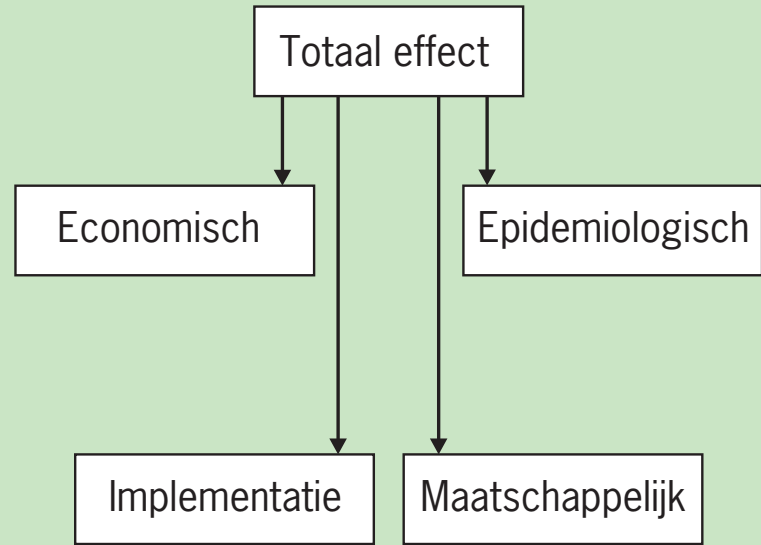 Totaal effect
Economisch
Epidemiologisch
Implementatie
Maatschappelijk